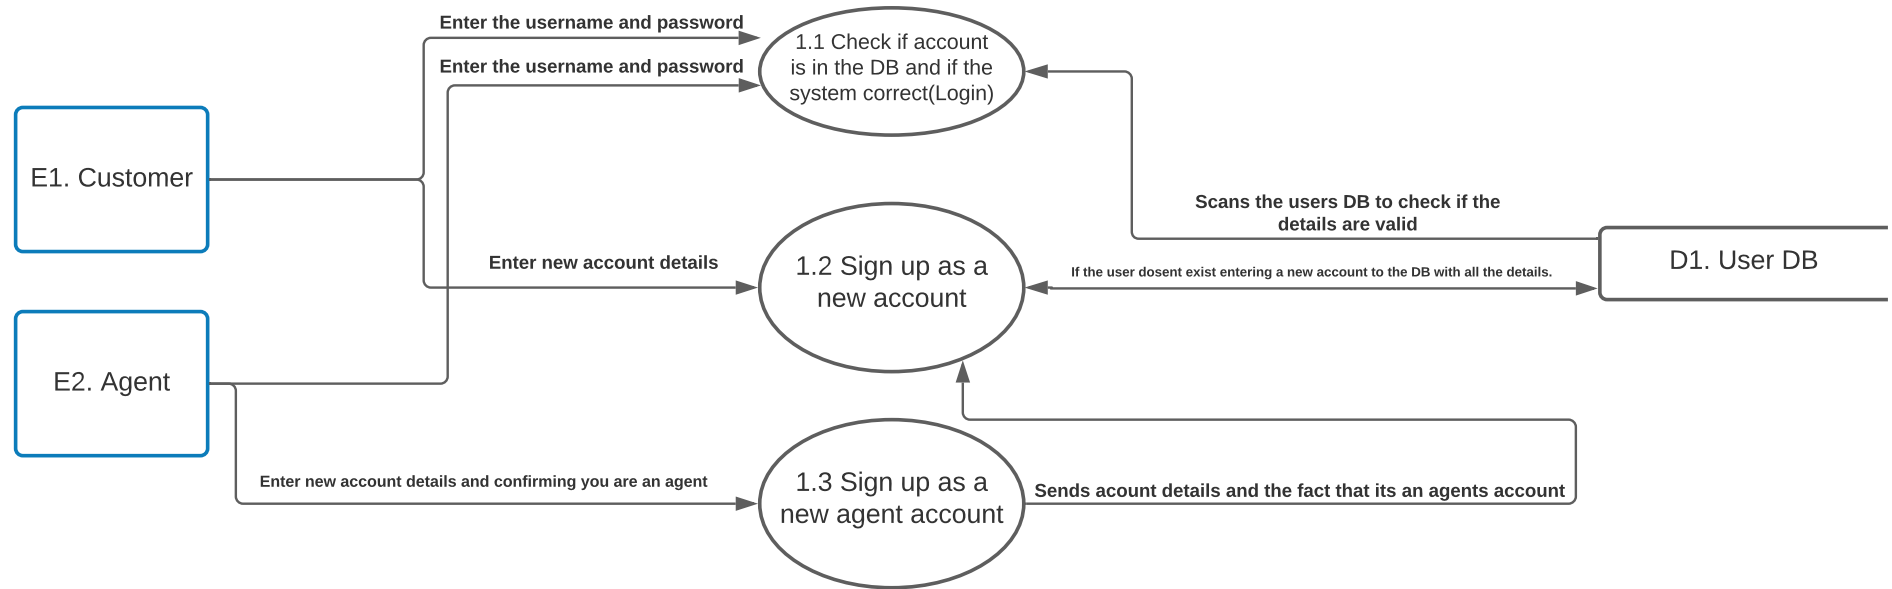 Enter the username and password
Enter the username and password
1.1 Check if account
is in the DB and if the
system correct(Login)
E1. Customer
Scans the users DB to check if the
details are valid
Enter new account details
1.2 Sign up as a
new account
If the user dosent exist entering a new account to the DB with all the details.
D1. User DB
E2. Agent
Enter new account details and confirming you are an agent
1.3 Sign up as a
new agent account
Sends acount details and the fact that its an agents account